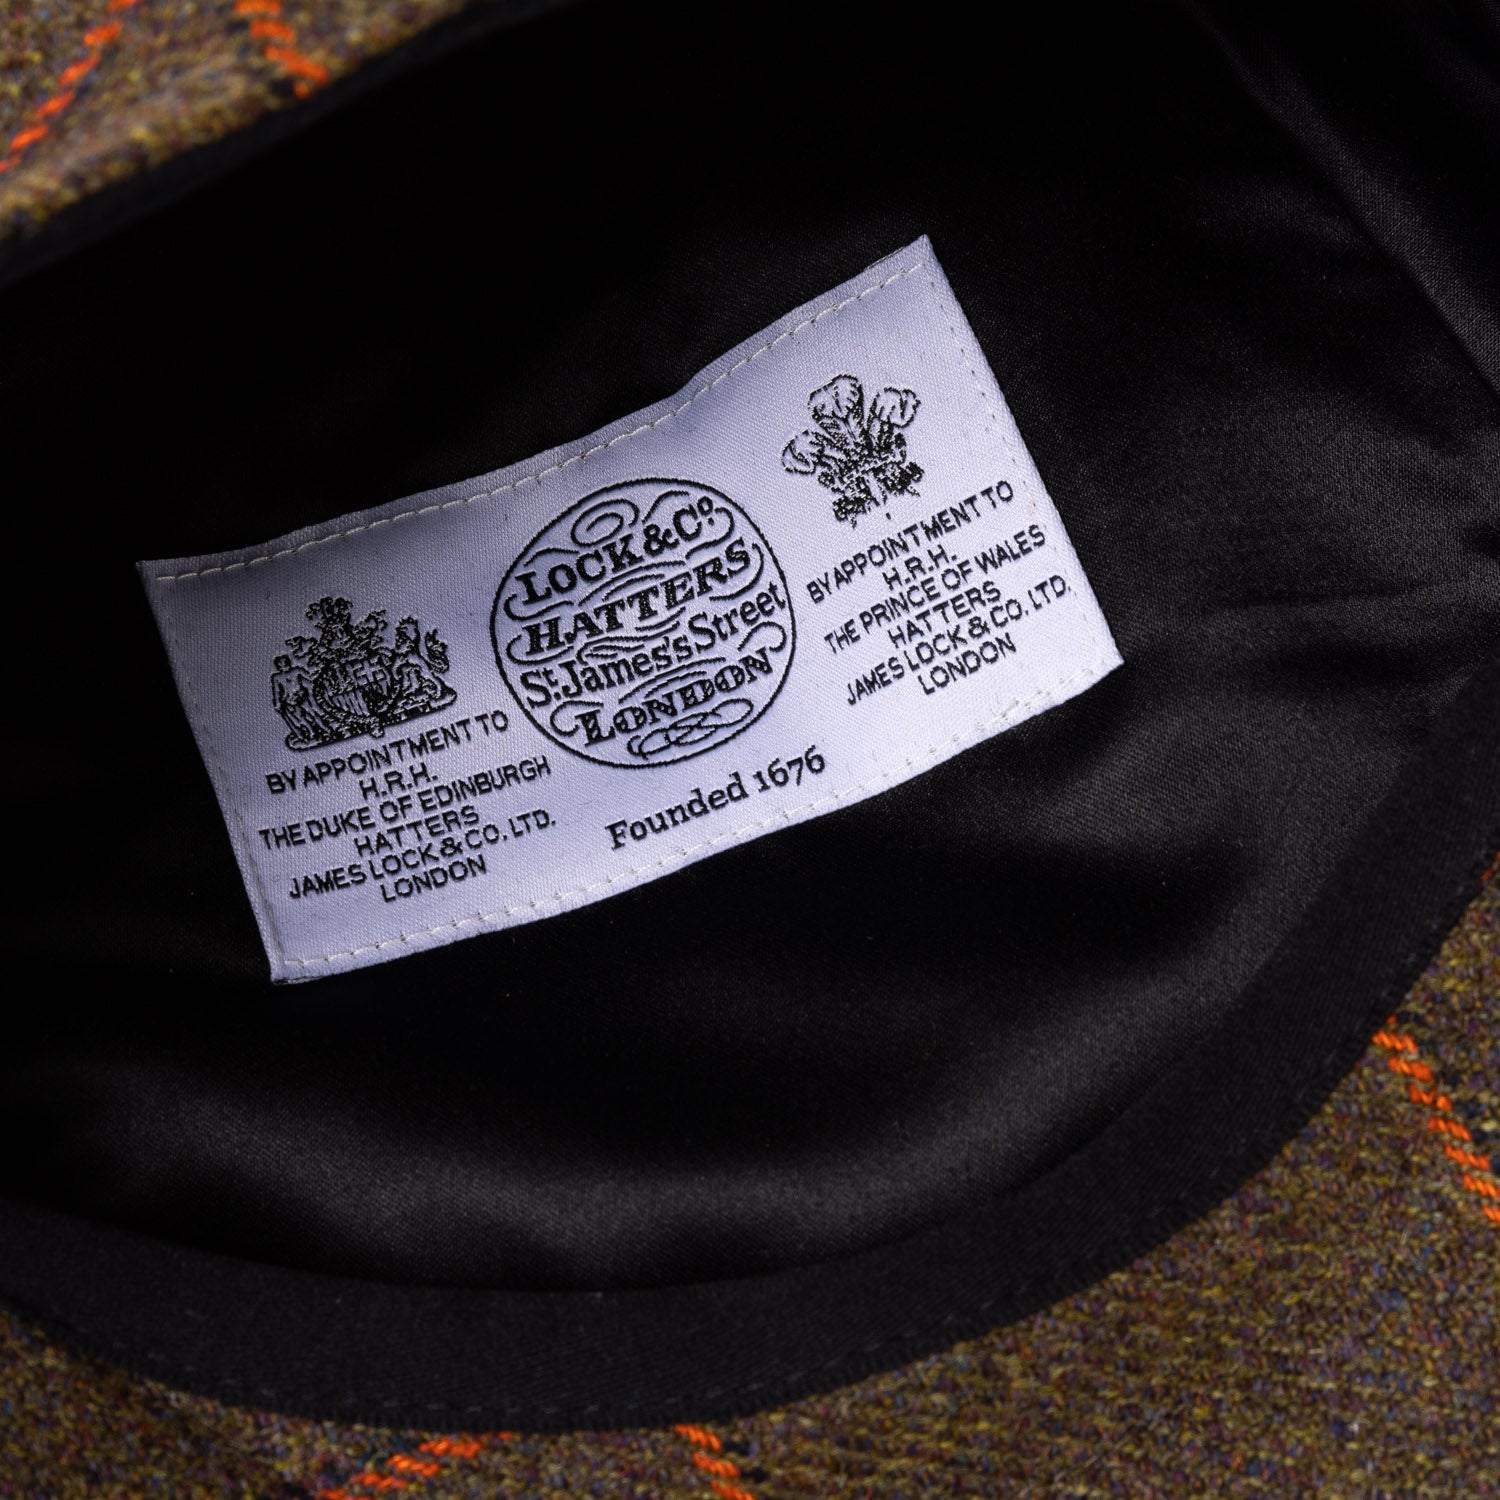 LOCK & Co.
HATTERS
St. James's Street
LONDON
Founded 1676
BY APPOINTMENT TO
H.R.H.
THE DUKE OF EDINBURGH
HATTERS
JAMES LOCK & CO. LTD.
LONDON
BY APPOINTMENT TO
H.R.H.
THE PRINCE OF WALES
HATTERS
JAMES LOCK & CO. LTD.
LONDON